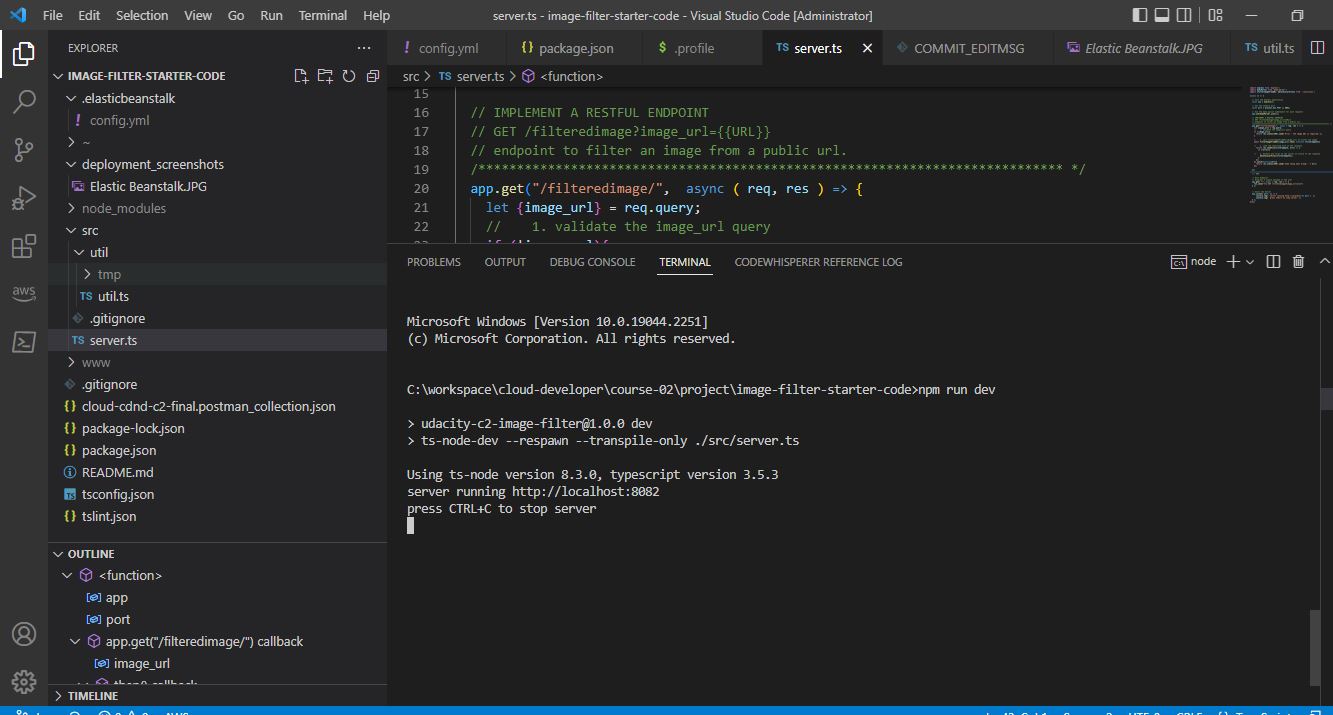 File Edit Selection View Go Run Terminal Help
server.ts - image-filter-starter-code - Visual Studio Code [Administrator]
EXPLORER
IMAGE-FILTER-STARTER-CODE
.elasticbeanstalk
! config.yml
~
deployment_screenshots
Elastic Beanstalk.JPG
node_modules
src
util
tmp
TS util.ts
.gitignore
TS server.ts
www
.gitignore
{} cloud-cdnd-c2-final.postman_collection.json
{} package-lock.json
{} package.json
README.md
TS tsconfig.json
{} tslint.json
OUTLINE
<function>
app
port
app.get("/filteredimage/") callback
image_url
then() callback
TIMELINE
aws
! config.yml
{} package.json
$ .profile
TS server.ts
COMMIT_EDITMSG
Elastic Beanstalk.JPG
TS util.ts
src > TS server.ts > <function>
15
16 // IMPLEMENT A RESTFUL ENDPOINT
17 // GET /filteredimage?image_url={{URL}}
18 // endpoint to filter an image from a public url.
19 /************************************************************************** */
20 app.get("/filteredimage/", async ( req, res ) => {
21 let {image_url} = req.query;
22 // 1. validate the image_url query
PROBLEMS OUTPUT DEBUG CONSOLE TERMINAL CODEWHISPERER REFERENCE LOG
node
Microsoft Windows [Version 10.0.19044.2251]
(c) Microsoft Corporation. All rights reserved.
C:\workspace\cloud-developer\course-02\project\image-filter-starter-code>npm run dev
> udacity-c2-image-filter@1.0.0 dev
> ts-node-dev --respawn --transpile-only ./src/server.ts
Using ts-node version 8.3.0, typescript version 3.5.3
server running http://localhost:8082
press CTRL+C to stop server